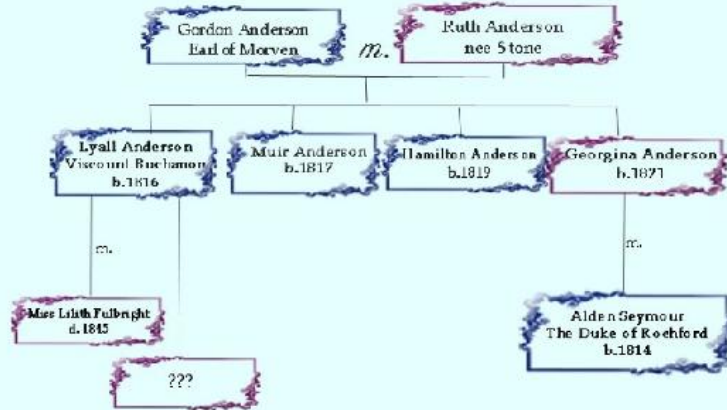 Gordon Anderson
Earl of Morven
m.
Ruth Anderson
nee Stone
Lyall Anderson
Viscount Buchanon
b.1816
Muir Anderson
b.1817
Hamilton Anderson
b.1819
Georgina Anderson
b.1821
m.
m.
Miss Lilith Fulbright
d.1845
Alden Seymour
The Duke of Rochford
b.1814
???